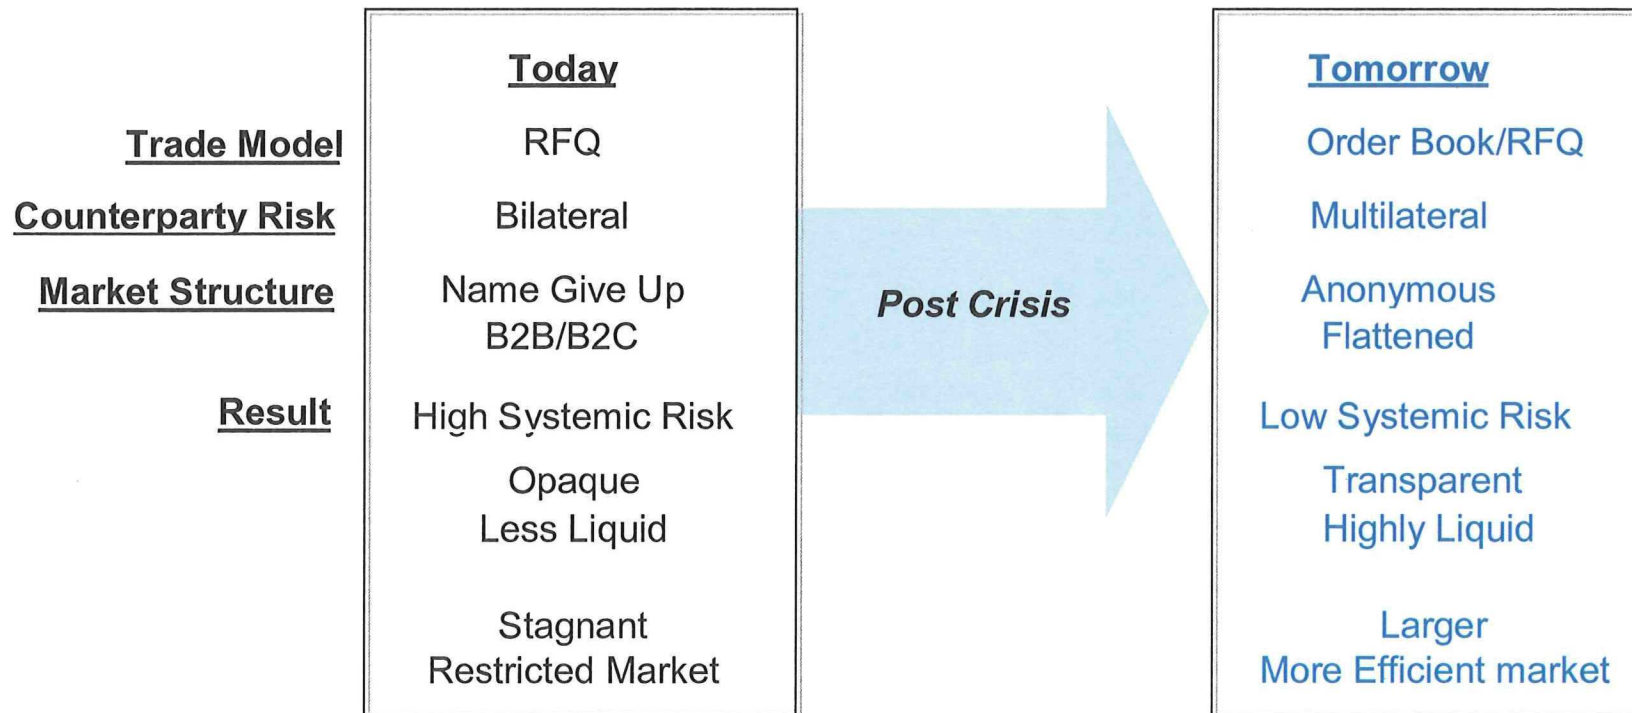 Today
Tomorrow
Trade Model
RFQ
Order Book/RFQ
Counterparty Risk
Bilateral
Multilateral
Market Structure
Name Give Up
B2B/B2C
Post Crisis
Anonymous
Flattened
Result
High Systemic Risk
Low Systemic Risk
Opaque
Less Liquid
Transparent
Highly Liquid
Stagnant
Restricted Market
Larger
More Efficient market